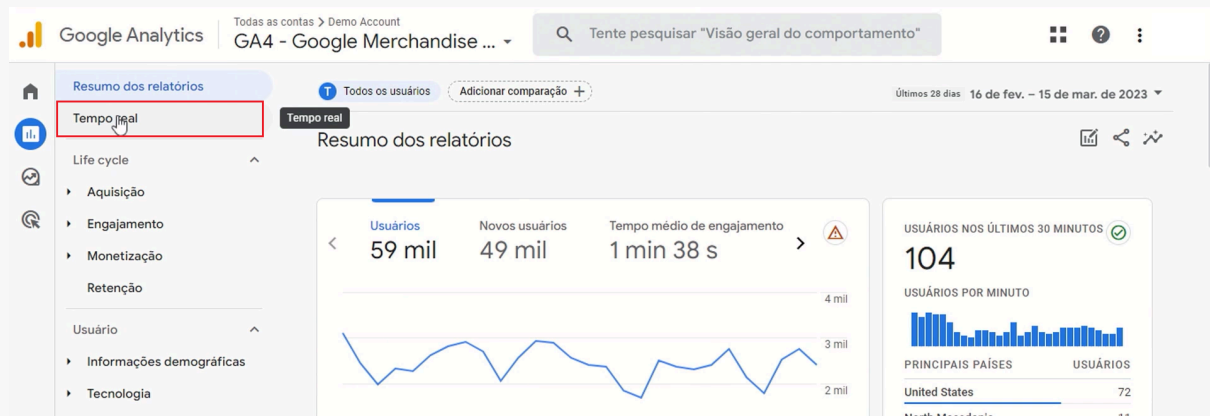 Google Analytics
Todas as contas > Demo Account
GA4 - Google Merchandise ...
Tente pesquisar "Visão geral do comportamento"
Resumo dos relatórios
Tempo real
Life cycle
Aquisição
Engajamento
Monetização
Retenção
Usuário
Informações demográficas
Tecnologia
Tempo real
T Todos os usuários
Adicionar comparação +
Últimos 28 dias 16 de fev. – 15 de mar. de 2023
Resumo dos relatórios
Usuários
59 mil
Novos usuários
49 mil
Tempo médio de engajamento
1 min 38 s
4 mil
3 mil
2 mil
USUÁRIOS NOS ÚLTIMOS 30 MINUTOS
104
USUÁRIOS POR MINUTO
PRINCIPAIS PAÍSES USUÁRIOS
United States 72